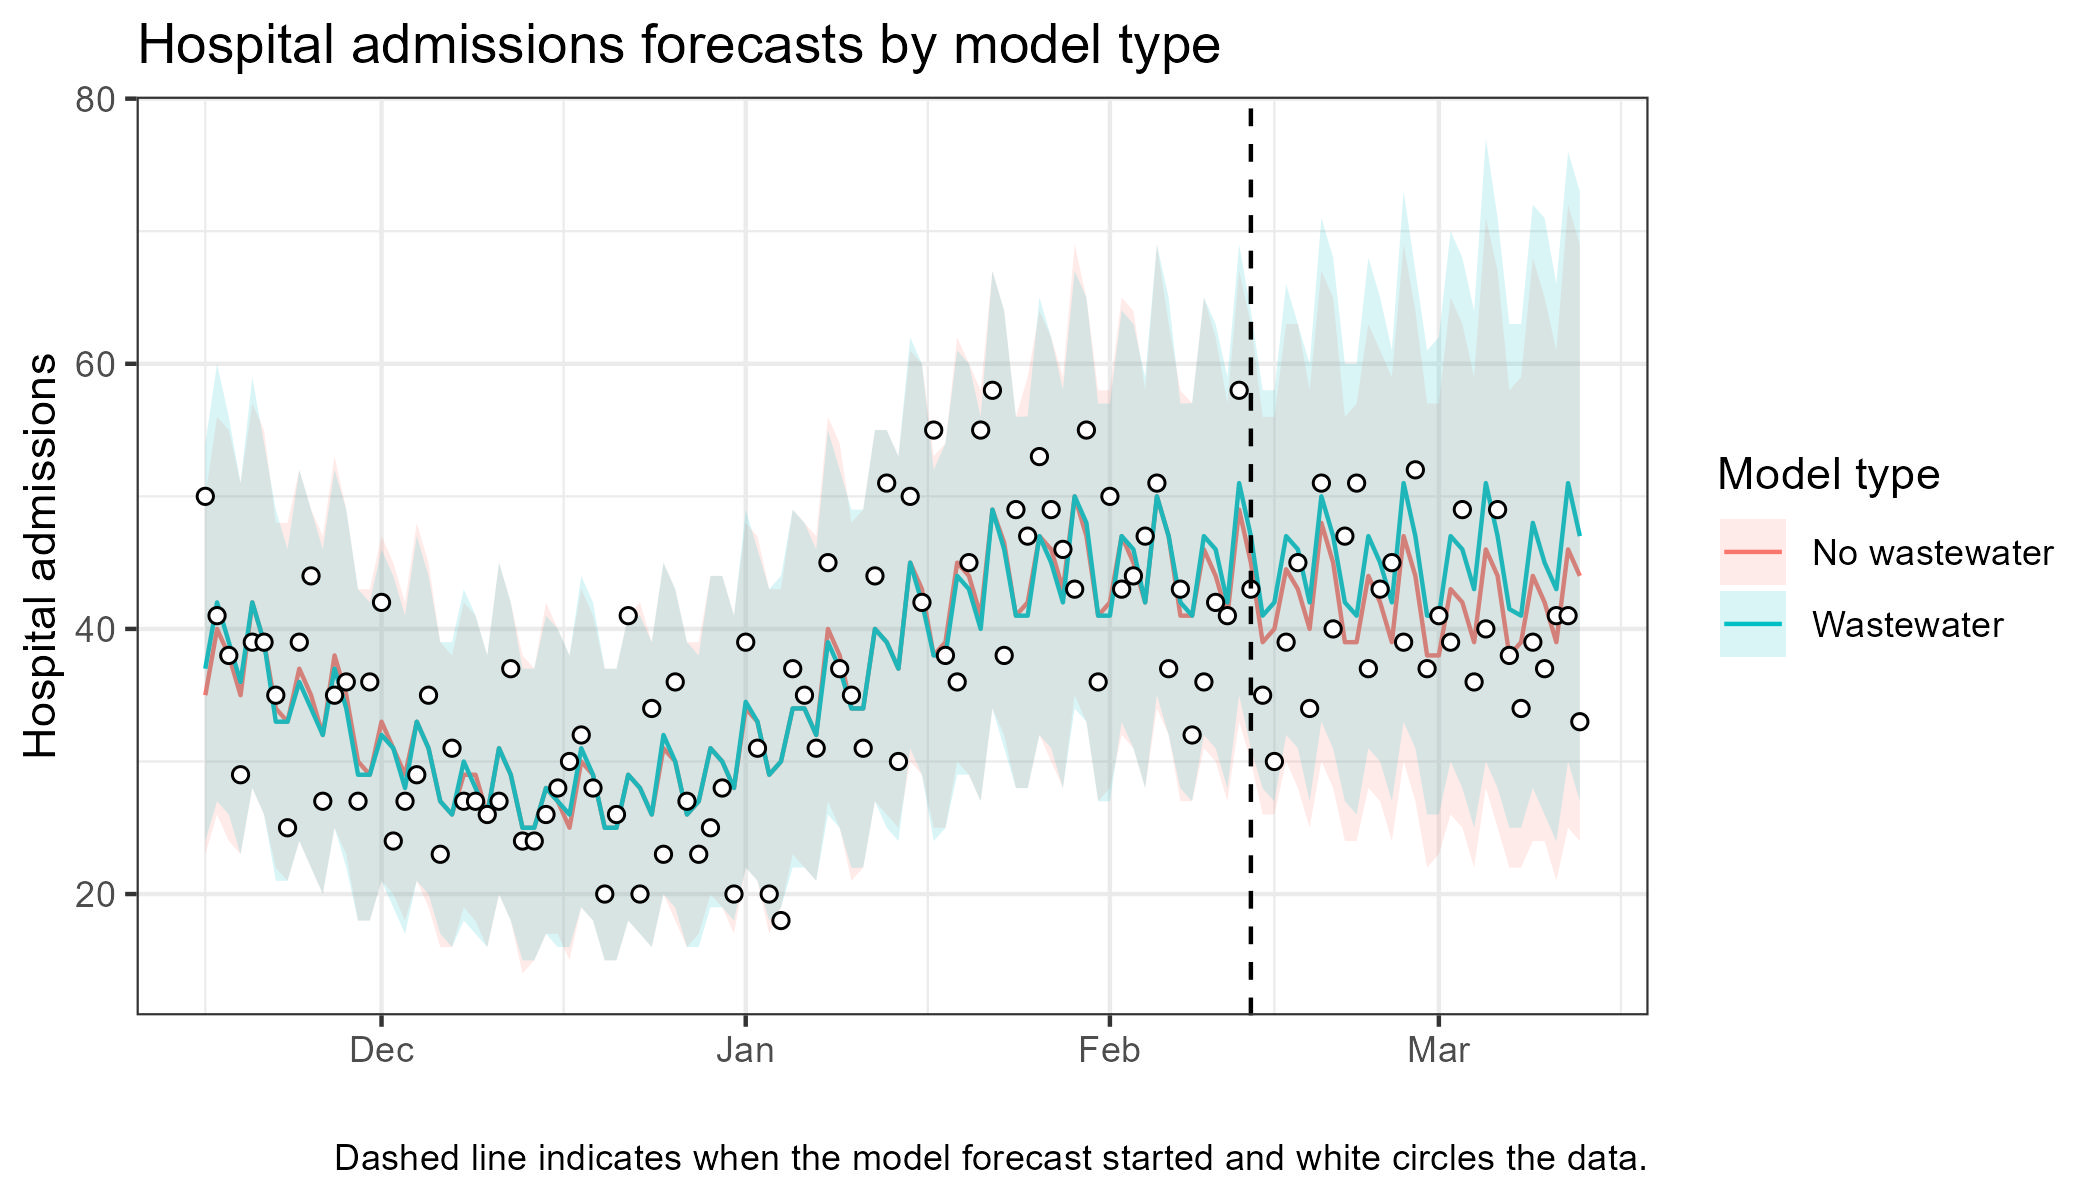 Hospital admissions forecasts by model type
Hospital admissions
80
60
40
20
Dec
Jan
Feb
Mar
Model type
No wastewater
Wastewater
Dashed line indicates when the model forecast started and white circles the data.